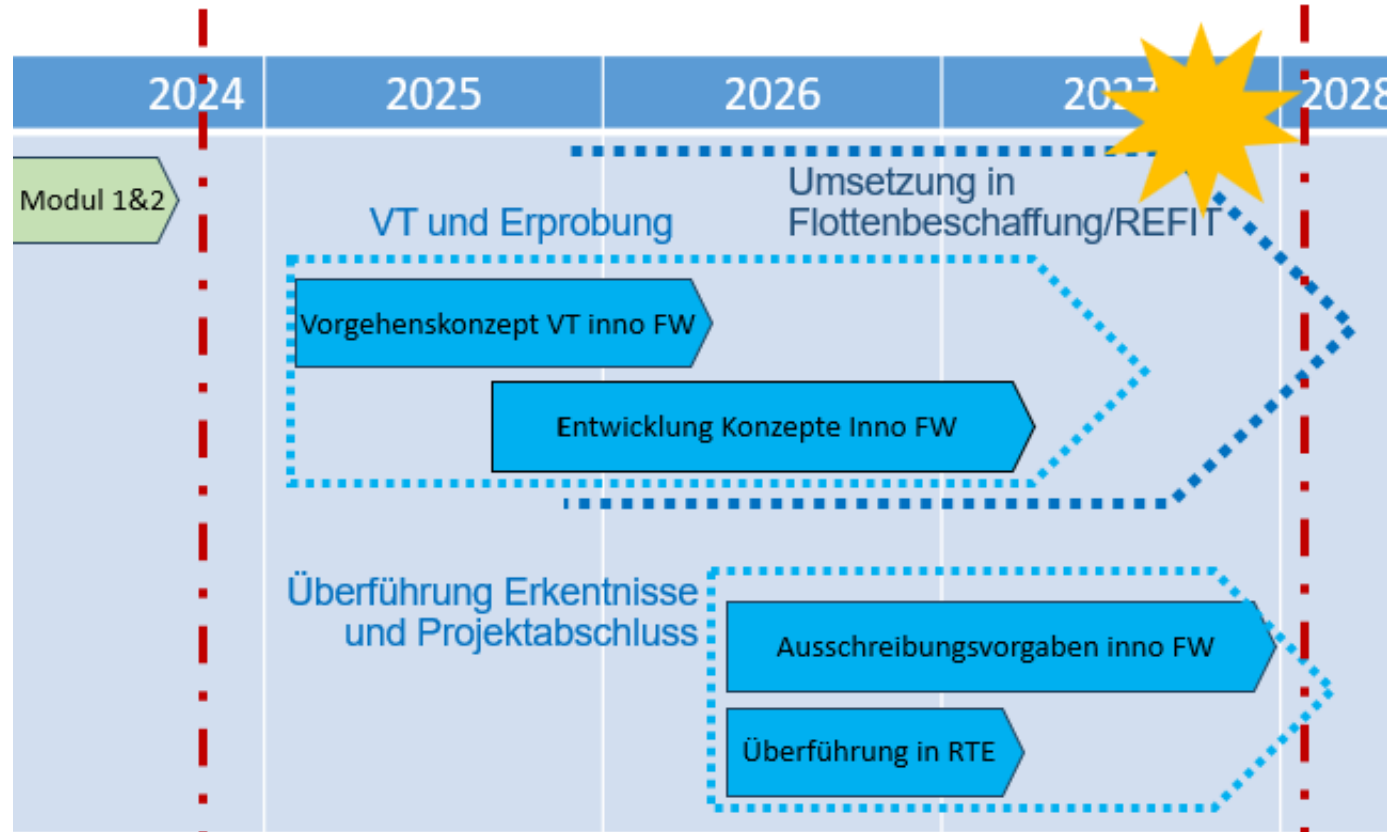 2024 2025 2026 2027 2028
Modul 1&2
Umsetzung in
Flottenbeschaffung/REFIT
VT und Erprobung
Vorgehenskonzept VT inno FW
Entwicklung Konzepte Inno FW
Überführung Erkentnisse
und Projektabschluss
Ausschreibungsvorgaben inno FW
Überführung in RTE